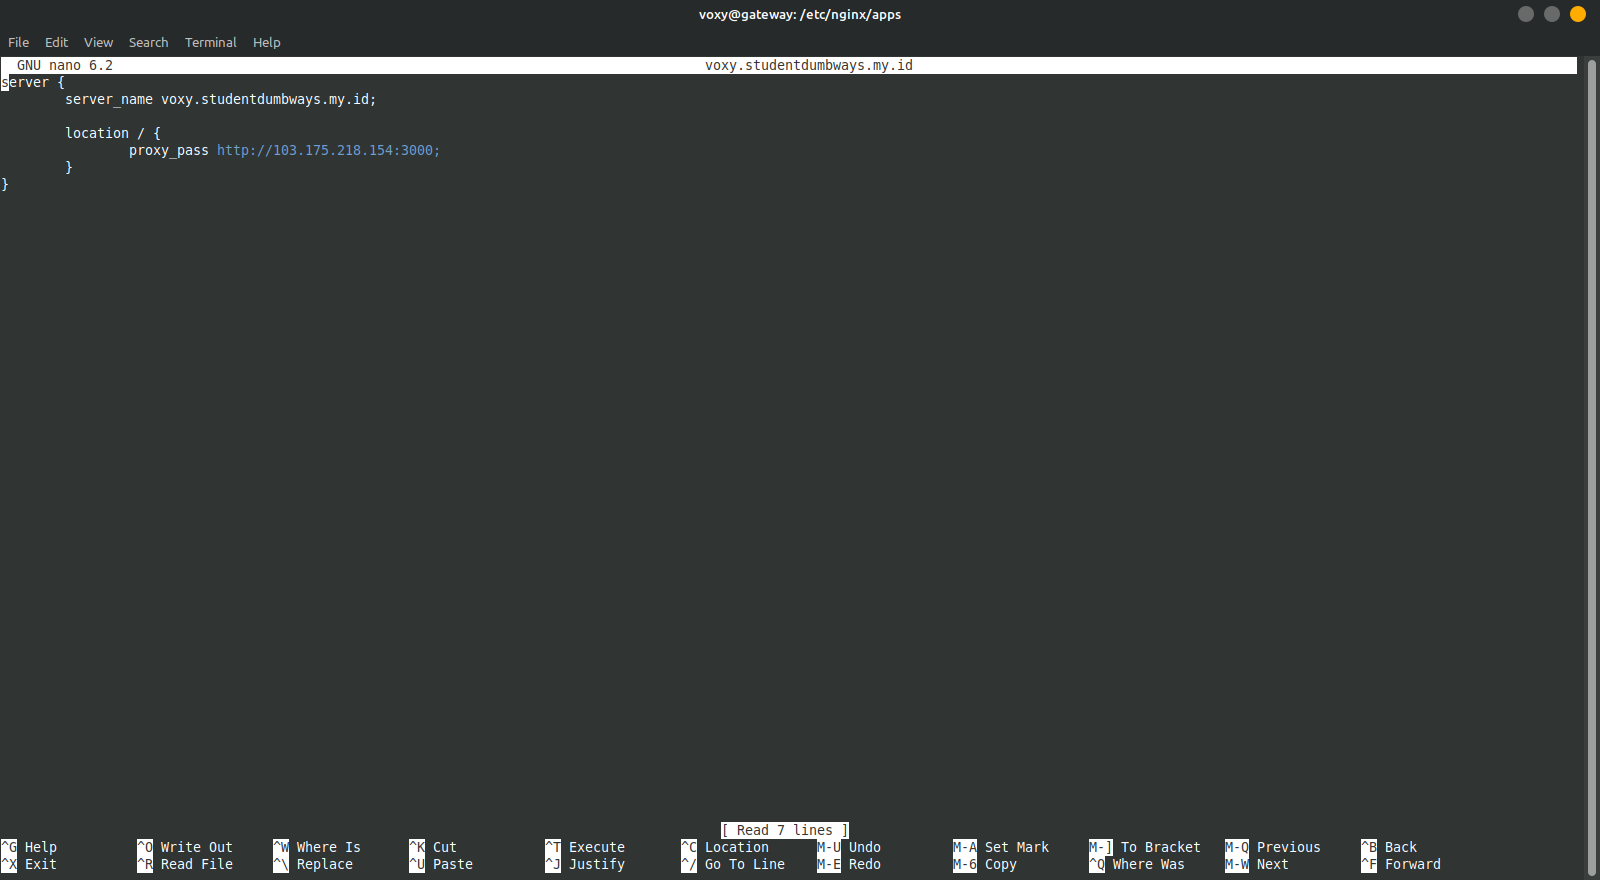 voxy@gateway: /etc/nginx/apps
File Edit View Search Terminal Help
GNU nano 6.2 voxy.studentdumbways.my.id
server {
        server_name voxy.studentdumbways.my.id;
        location / {
                proxy_pass http://103.175.218.154:3000;
        }
}
[ Read 7 lines ]
^G Help ^O Write Out ^W Where Is ^K Cut ^T Execute ^C Location M-U Undo M-A Set Mark M-] To Bracket M-Q Previous ^B Back
^X Exit ^R Read File ^\ Replace ^U Paste ^J Justify ^/ Go To Line M-E Redo M-6 Copy ^Q Where Was M-W Next ^F Forward